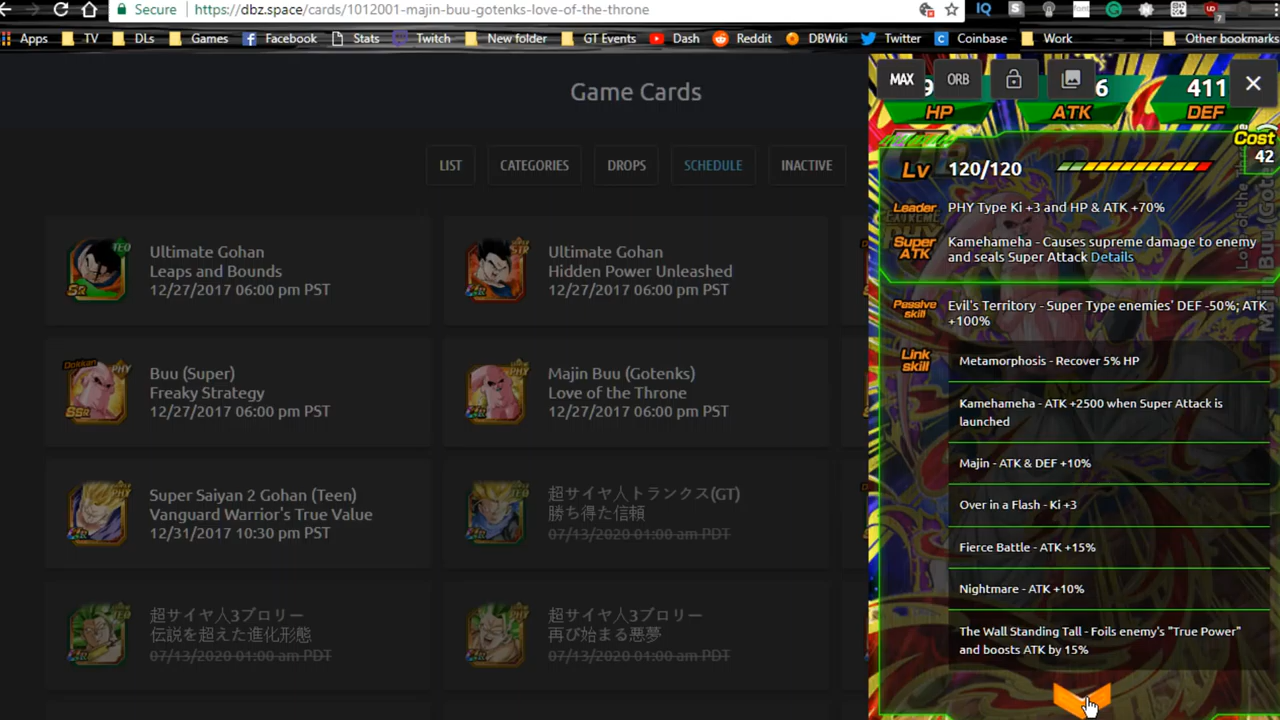 Secure https://dbz.space/cards/1012001-majin-buu-gotenks-love-of-the-throne
Apps TV DLs Games Facebook Stats Twitch New folder GT Events Dash Reddit DBWiki Twitter Coinbase Work Other bookmarks
Game Cards
LIST CATEGORIES DROPS SCHEDULE INACTIVE
Ultimate Gohan
Leaps and Bounds
12/27/2017 06:00 pm PST
Ultimate Gohan
Hidden Power Unleashed
12/27/2017 06:00 pm PST
Buu (Super)
Freaky Strategy
12/27/2017 06:00 pm PST
Majin Buu (Gotenks)
Love of the Throne
12/27/2017 06:00 pm PST
Super Saiyan 2 Gohan (Teen)
Vanguard Warrior's True Value
12/31/2017 10:30 pm PST
超サイヤ人トランクス(GT)
勝ち得た信頼
07/13/2020 01:00 am PDT
超サイヤ人3ブロリー
伝説を超えた進化形態
07/13/2020 01:00 am PDT
超サイヤ人3ブロリー
再び始まる悪夢
07/13/2020 01:00 am PDT
MAX ORB
9 6 411
HP ATK DEF
Cost
42
Lv 120/120
Leader PHY Type Ki +3 and HP & ATK +70%
Super ATK Kamehameha - Causes supreme damage to enemy
and seals Super Attack Details
Passive skill Evil's Territory - Super Type enemies' DEF -50%; ATK
+100%
Link skill Metamorphosis - Recover 5% HP
Kamehameha - ATK +2500 when Super Attack is
launched
Majin - ATK & DEF +10%
Over in a Flash - Ki +3
Fierce Battle - ATK +15%
Nightmare - ATK +10%
The Wall Standing Tall - Foils enemy's "True Power"
and boosts ATK by 15%